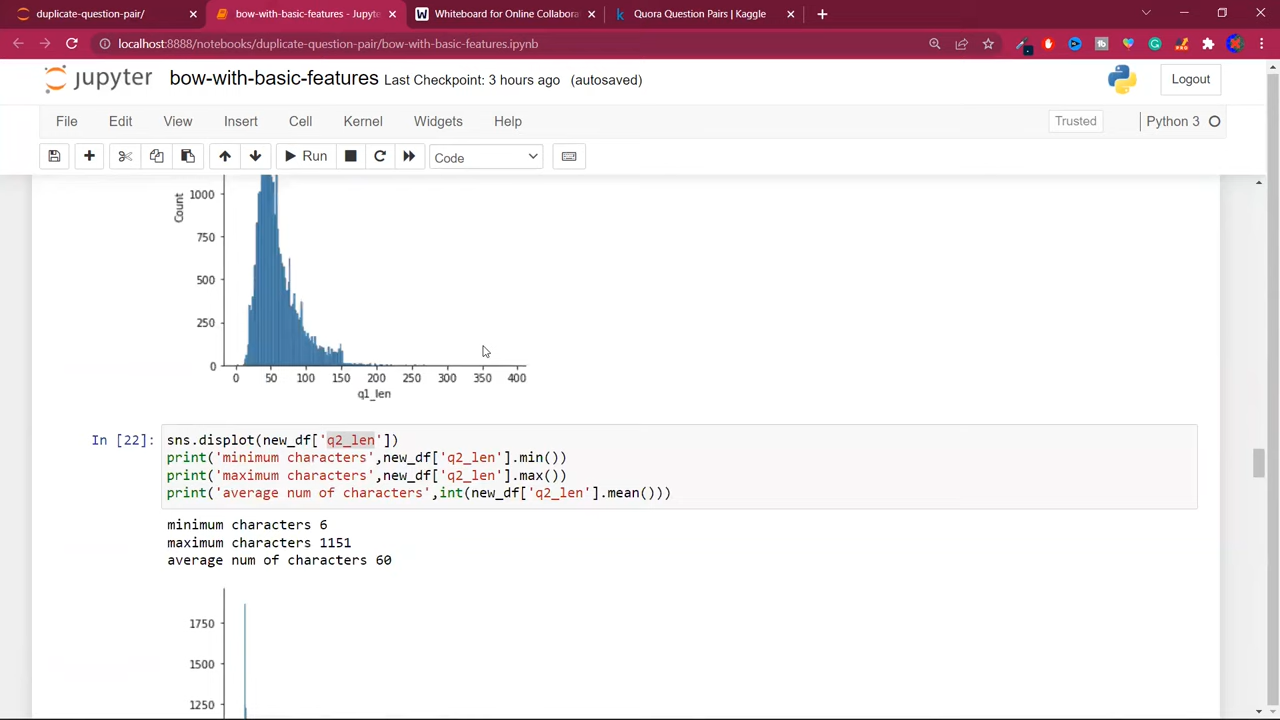 duplicate-question-pair/
bow-with-basic-features - Jupyte
Whiteboard for Online Collabora
Quora Question Pairs | Kaggle
localhost:8888/notebooks/duplicate-question-pair/bow-with-basic-features.ipynb
jupyter bow-with-basic-features Last Checkpoint: 3 hours ago (autosaved)
Logout
File Edit View Insert Cell Kernel Widgets Help
Trusted
Python 3
Run
Code
Count
1000
750
500
250
0
0 50 100 150 200 250 300 350 400
q1_len
In [22]: sns.displot(new_df['q2_len'])
print('minimum characters',new_df['q2_len'].min())
print('maximum characters',new_df['q2_len'].max())
print('average num of characters',int(new_df['q2_len'].mean()))
minimum characters 6
maximum characters 1151
average num of characters 60
1750
1500
1250